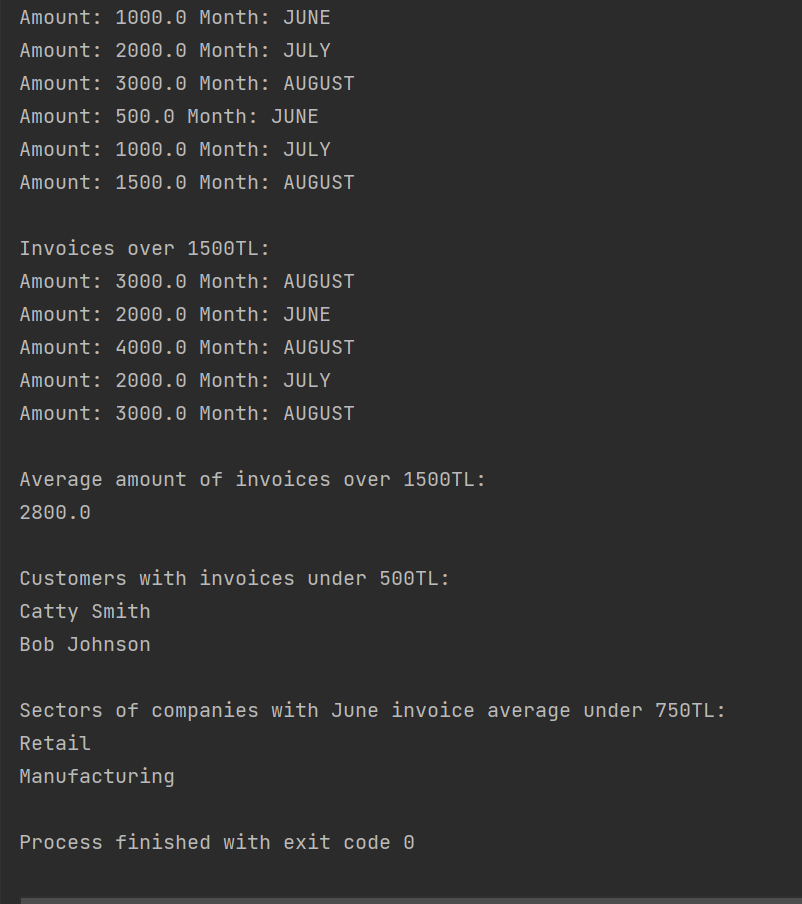 Amount: 1000.0 Month: JUNE
Amount: 2000.0 Month: JULY
Amount: 3000.0 Month: AUGUST
Amount: 500.0 Month: JUNE
Amount: 1000.0 Month: JULY
Amount: 1500.0 Month: AUGUST
Invoices over 1500TL:
Amount: 3000.0 Month: AUGUST
Amount: 2000.0 Month: JUNE
Amount: 4000.0 Month: AUGUST
Amount: 2000.0 Month: JULY
Amount: 3000.0 Month: AUGUST
Average amount of invoices over 1500TL:
2800.0
Customers with invoices under 500TL:
Catty Smith
Bob Johnson
Sectors of companies with June invoice average under 750TL:
Retail
Manufacturing
Process finished with exit code 0